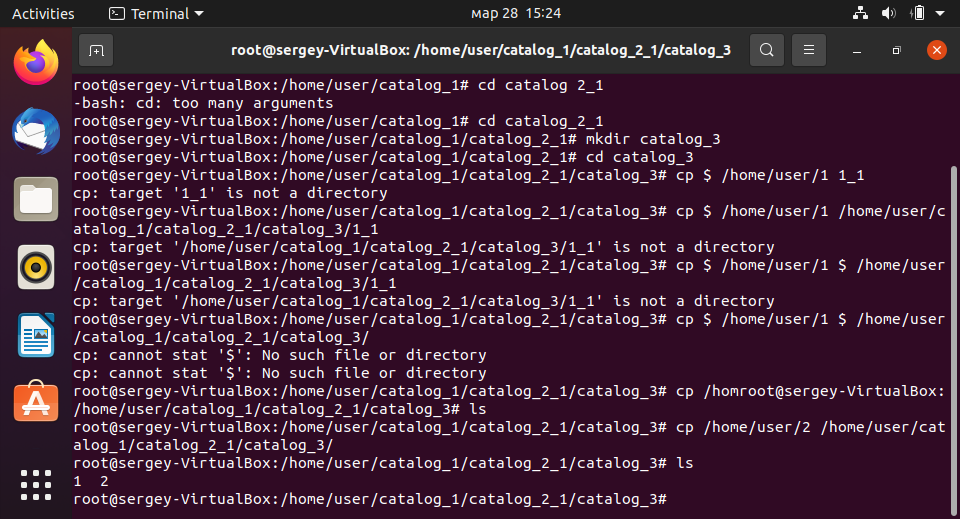 Activities Terminal мар 28 15:24
root@sergey-VirtualBox: /home/user/catalog_1/catalog_2_1/catalog_3
root@sergey-VirtualBox:/home/user/catalog_1# cd catalog 2_1
-bash: cd: too many arguments
root@sergey-VirtualBox:/home/user/catalog_1# cd catalog_2_1
root@sergey-VirtualBox:/home/user/catalog_1/catalog_2_1# mkdir catalog_3
root@sergey-VirtualBox:/home/user/catalog_1/catalog_2_1# cd catalog_3
root@sergey-VirtualBox:/home/user/catalog_1/catalog_2_1/catalog_3# cp $ /home/user/1 1_1
cp: target '1_1' is not a directory
root@sergey-VirtualBox:/home/user/catalog_1/catalog_2_1/catalog_3# cp $ /home/user/1 /home/user/c
atalog_1/catalog_2_1/catalog_3/1_1
cp: target '/home/user/catalog_1/catalog_2_1/catalog_3/1_1' is not a directory
root@sergey-VirtualBox:/home/user/catalog_1/catalog_2_1/catalog_3# cp $ /home/user/1 $ /home/user
/catalog_1/catalog_2_1/catalog_3/1_1
cp: target '/home/user/catalog_1/catalog_2_1/catalog_3/1_1' is not a directory
root@sergey-VirtualBox:/home/user/catalog_1/catalog_2_1/catalog_3# cp $ /home/user/1 $ /home/user
/catalog_1/catalog_2_1/catalog_3/
cp: cannot stat '$': No such file or directory
cp: cannot stat '$': No such file or directory
root@sergey-VirtualBox:/home/user/catalog_1/catalog_2_1/catalog_3# cp /homroot@sergey-VirtualBox:
/home/user/catalog_1/catalog_2_1/catalog_3# ls
root@sergey-VirtualBox:/home/user/catalog_1/catalog_2_1/catalog_3# cp /home/user/2 /home/user/cat
alog_1/catalog_2_1/catalog_3/
root@sergey-VirtualBox:/home/user/catalog_1/catalog_2_1/catalog_3# ls
1  2
root@sergey-VirtualBox:/home/user/catalog_1/catalog_2_1/catalog_3#